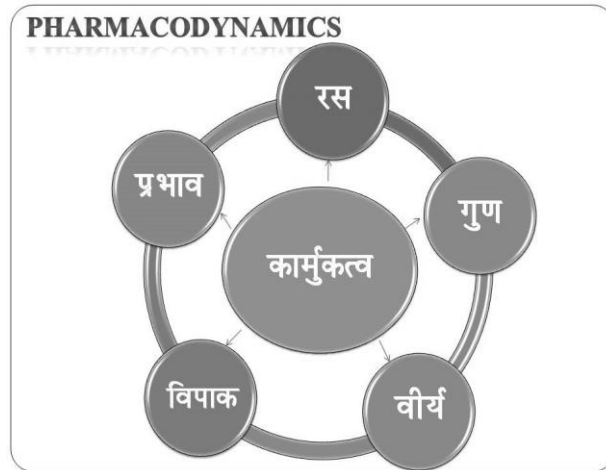 PHARMACODYNAMICS
रस
गुण
वीर्य
विपाक
प्रभाव
कार्मुकत्व